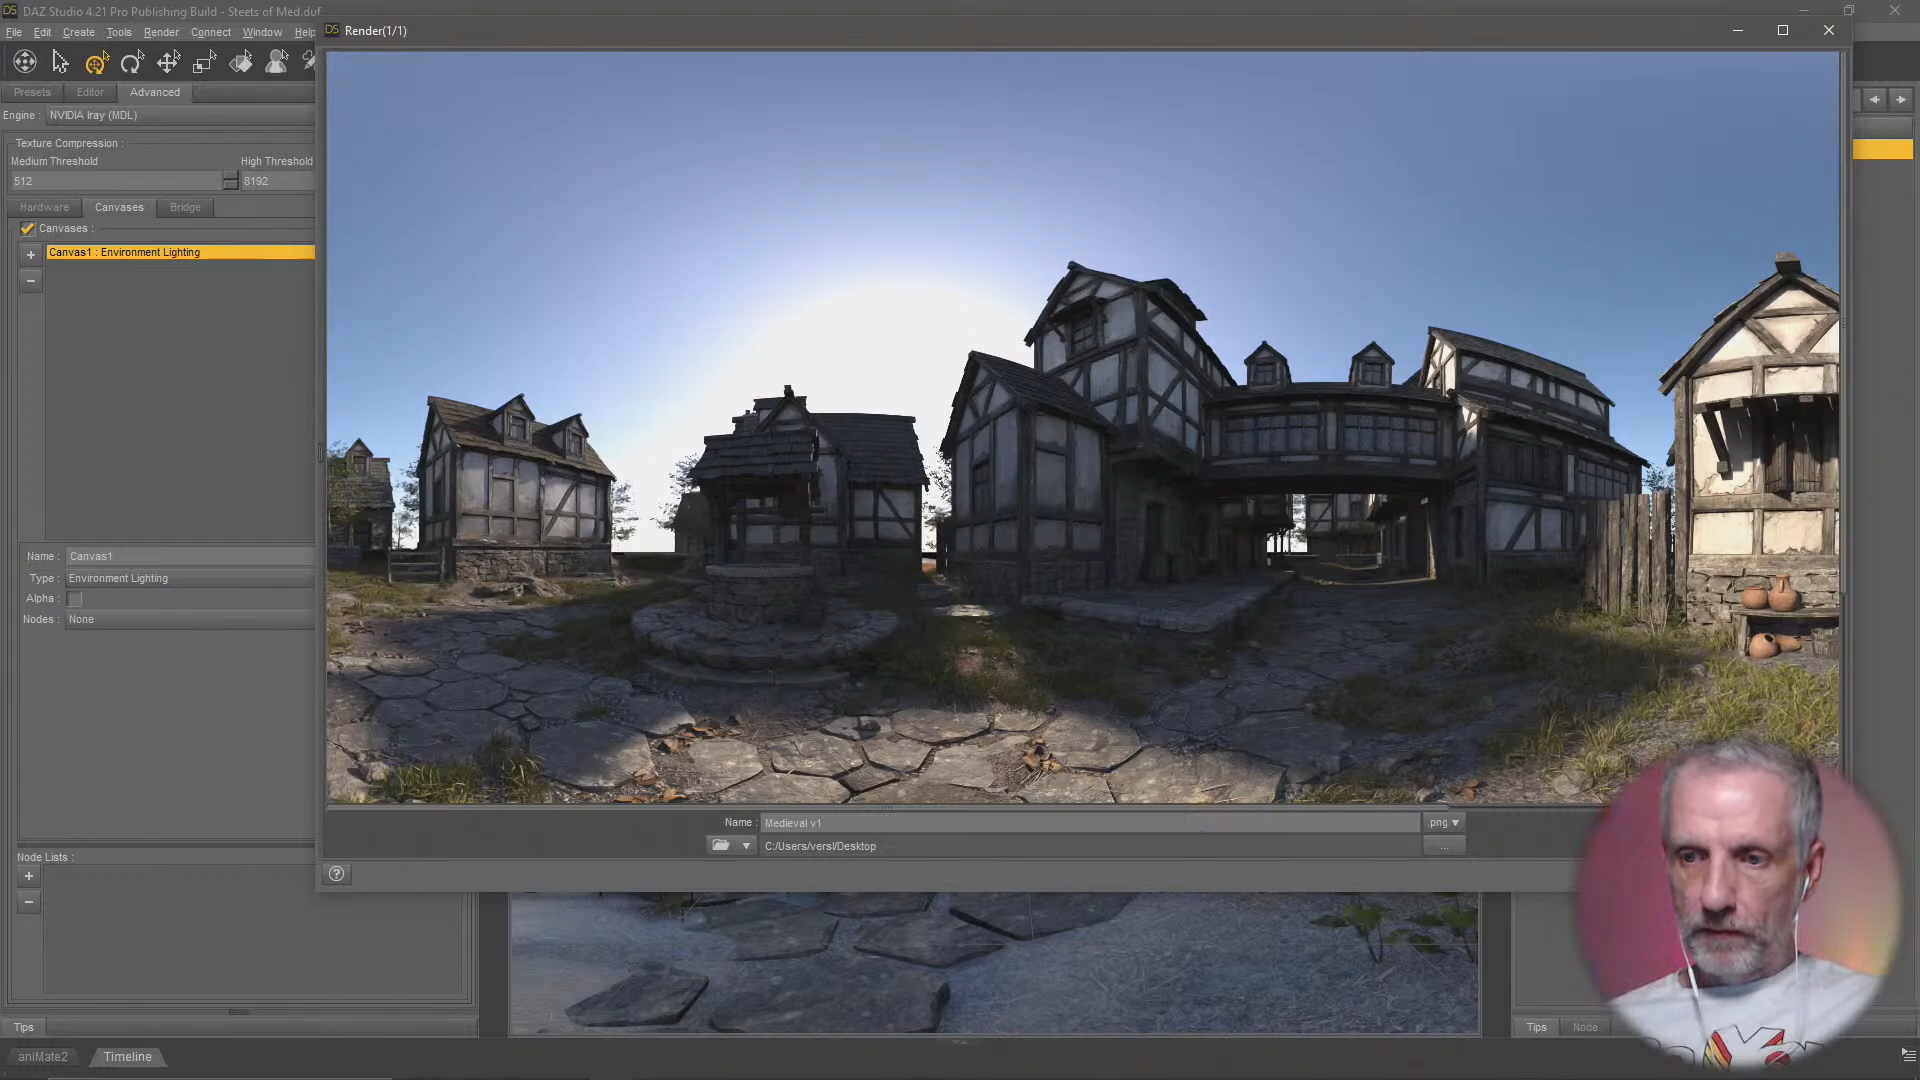 DS DAZ Studio 4.21 Pro Publishing Build - Steets of Med.duf
DS Render(1/1)
File Edit Create Tools Render Connect Window Help
Presets Editor Advanced
Engine : NVIDIA Iray (MDL)
Texture Compression :
Medium Threshold High Threshold
512 8192
Hardware Canvases Bridge
Canvases :
Canvas1 : Environment Lighting
Name : Canvas1
Type : Environment Lighting
Alpha :
Nodes : None
Name : Medieval v1 .png
C:/Users/versl/Desktop ...
Node Lists :
Tips
Tips Node
aniMate2 Timeline